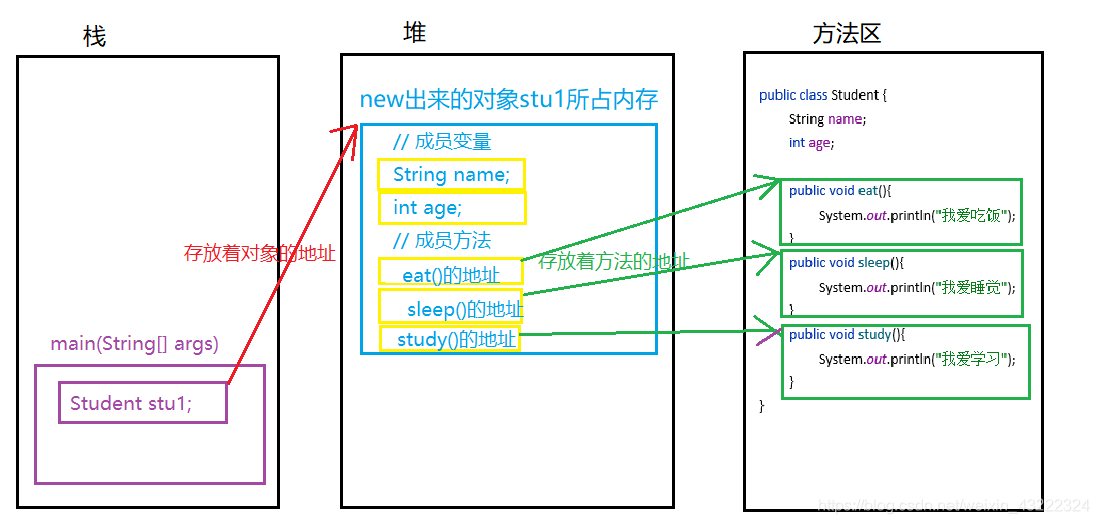 栈
堆
方法区
main(String[] args)
Student stu1;
存放着对象的地址
new出来的对象stu1所占内存
// 成员变量
String name;
int age;
// 成员方法
eat()的地址
sleep()的地址
study()的地址
存放着方法的地址
public class Student {
String name;
int age;
public void eat(){
System.out.println("我爱吃饭");
}
public void sleep(){
System.out.println("我爱睡觉");
}
public void study(){
System.out.println("我爱学习");
}
}
https://blog.csdn.net/weixin_43222324